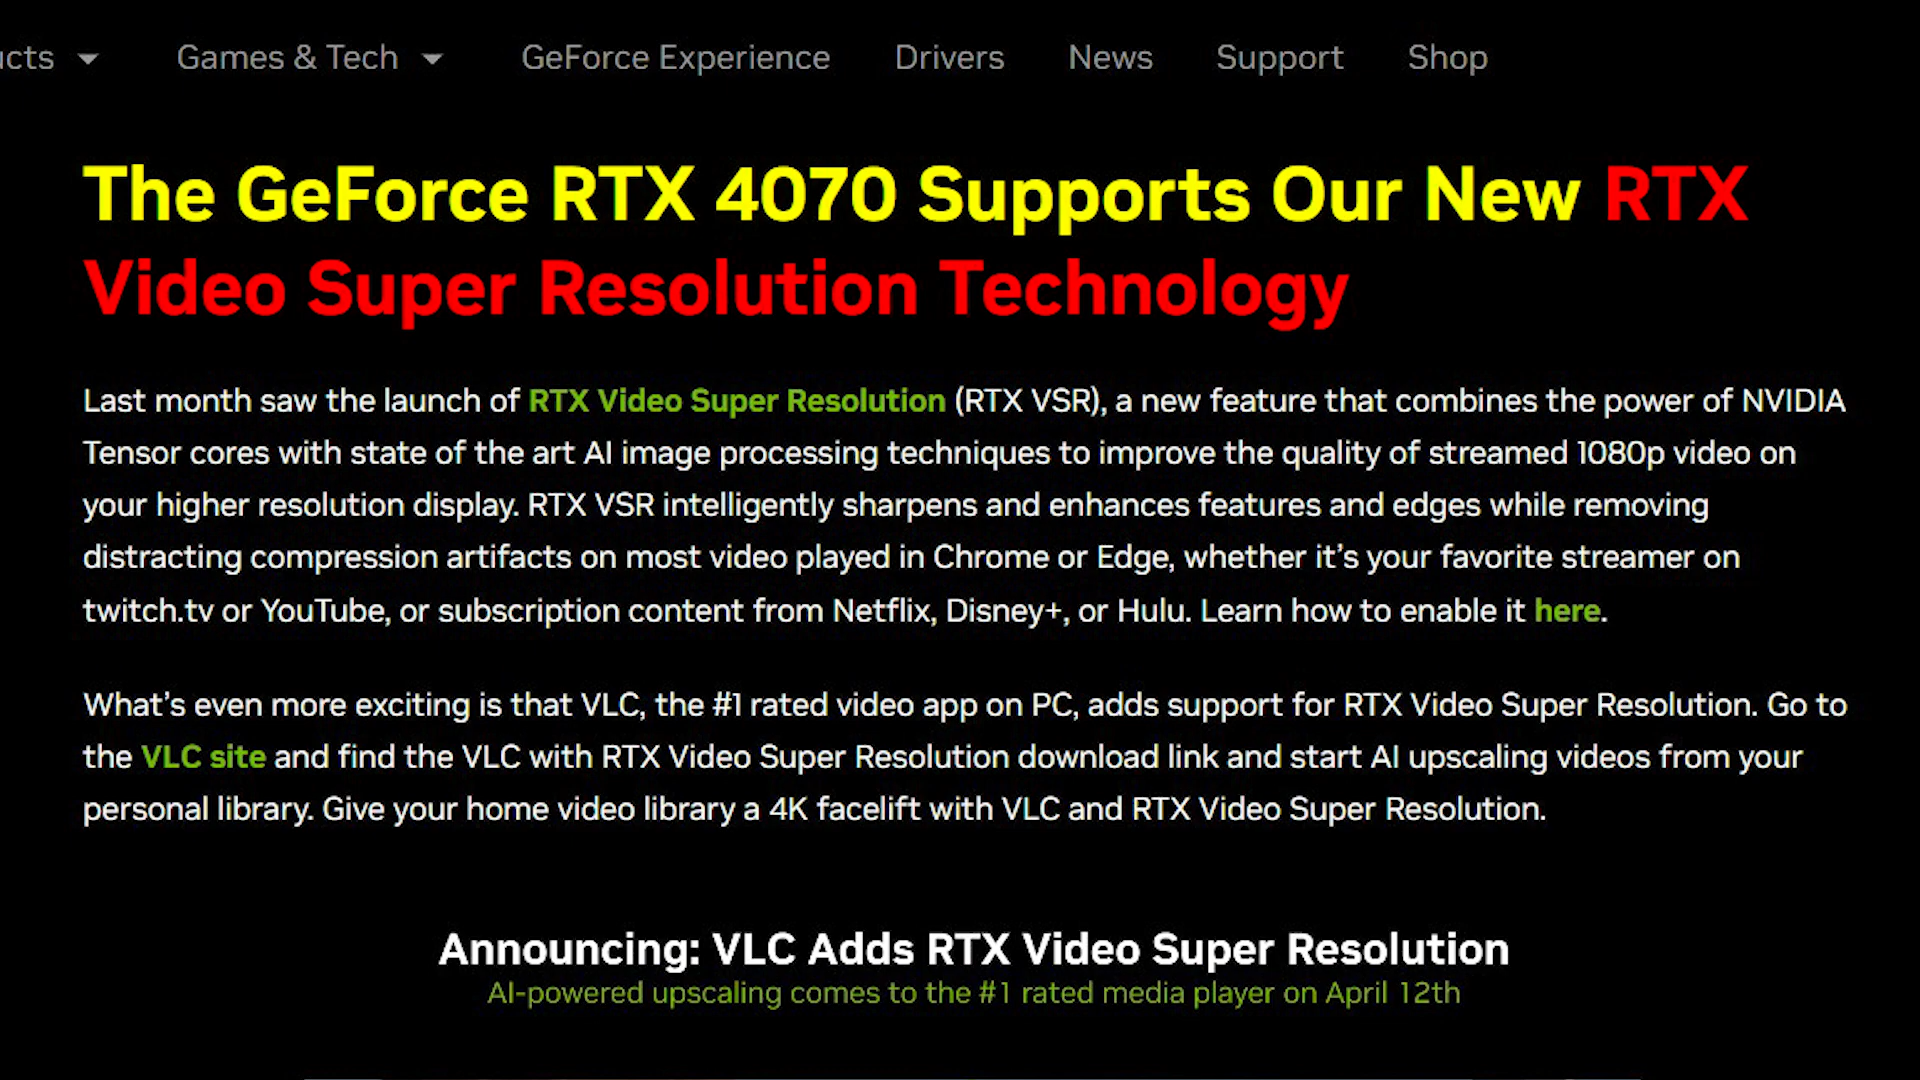 Games & Tech GeForce Experience Drivers News Support Shop
The GeForce RTX 4070 Supports Our New RTX
Video Super Resolution Technology
Last month saw the launch of RTX Video Super Resolution (RTX VSR), a new feature that combines the power of NVIDIA
Tensor cores with state of the art AI image processing techniques to improve the quality of streamed 1080p video on
your higher resolution display. RTX VSR intelligently sharpens and enhances features and edges while removing
distracting compression artifacts on most video played in Chrome or Edge, whether it’s your favorite streamer on
twitch.tv or YouTube, or subscription content from Netflix, Disney+, or Hulu. Learn how to enable it here.
What’s even more exciting is that VLC, the #1 rated video app on PC, adds support for RTX Video Super Resolution. Go to
the VLC site and find the VLC with RTX Video Super Resolution download link and start AI upscaling videos from your
personal library. Give your home video library a 4K facelift with VLC and RTX Video Super Resolution.
Announcing: VLC Adds RTX Video Super Resolution
AI-powered upscaling comes to the #1 rated media player on April 12th